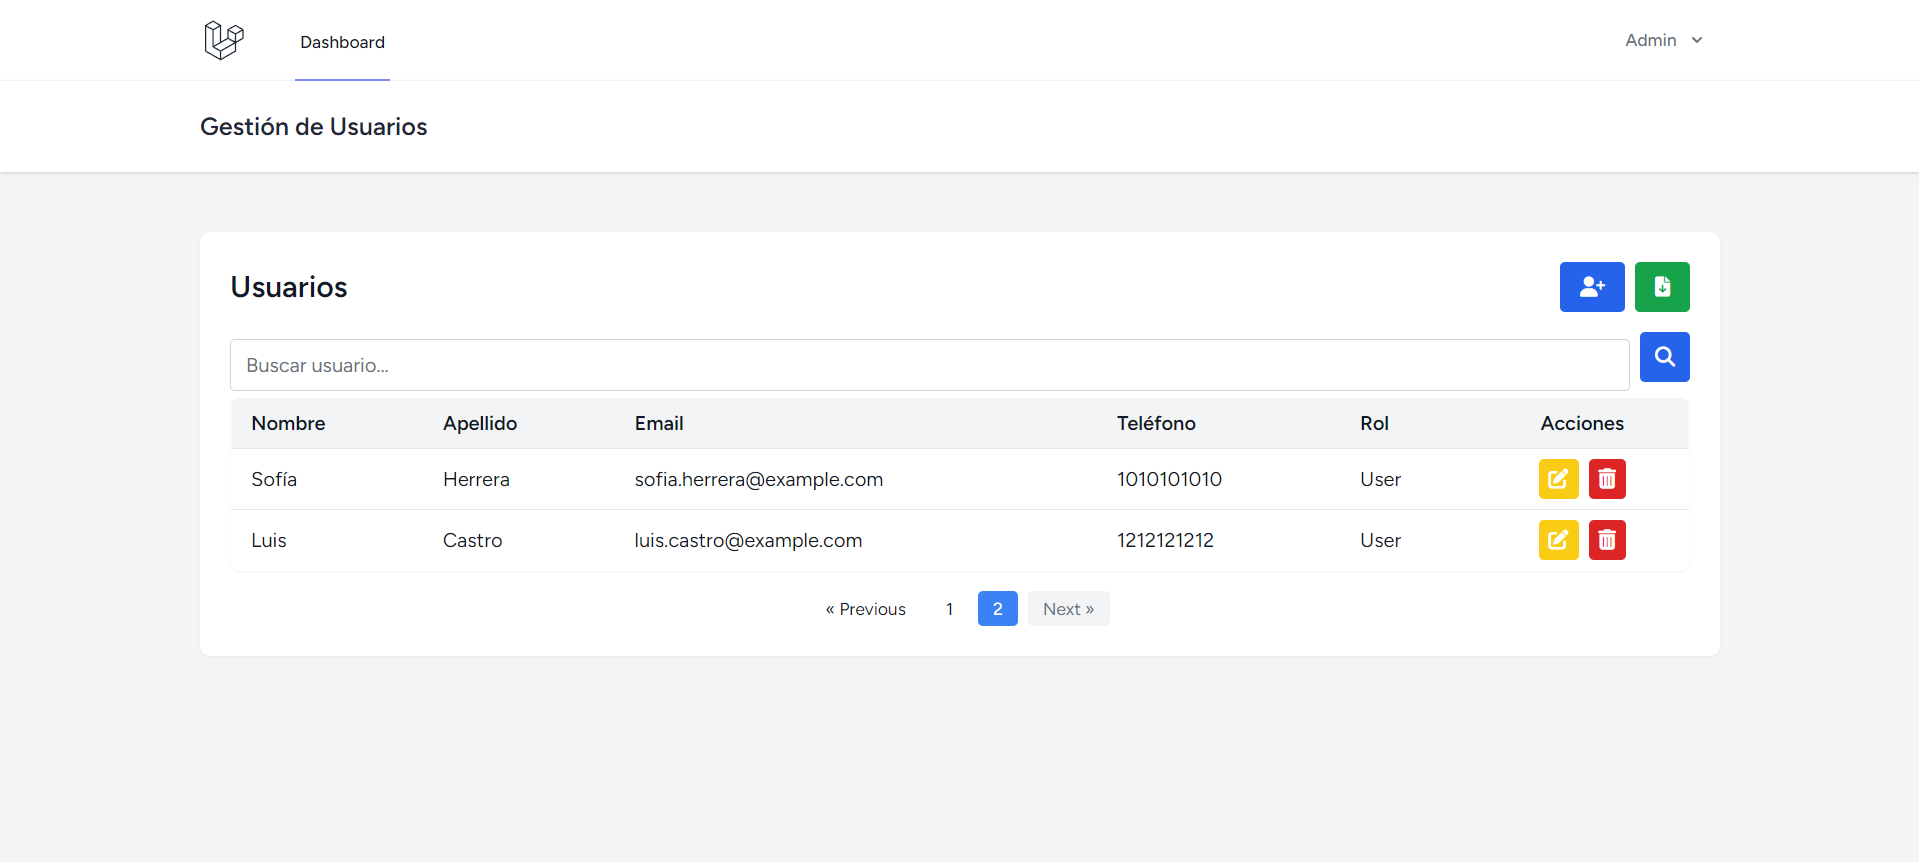 Dashboard
Admin
Gestión de Usuarios
Usuarios
Buscar usuario...
Nombre Apellido Email Teléfono Rol Acciones
Sofía Herrera sofia.herrera@example.com 1010101010 User
Luis Castro luis.castro@example.com 1212121212 User
« Previous 1 2 Next »